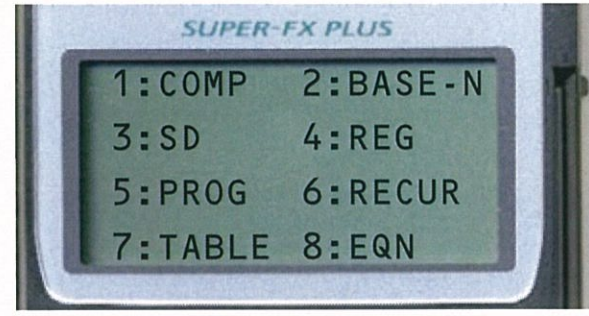 SUPER-FX PLUS
1:COMP 2:BASE-N
3:SD 4:REG
5:PROG 6:RECUR
7:TABLE 8:EQN